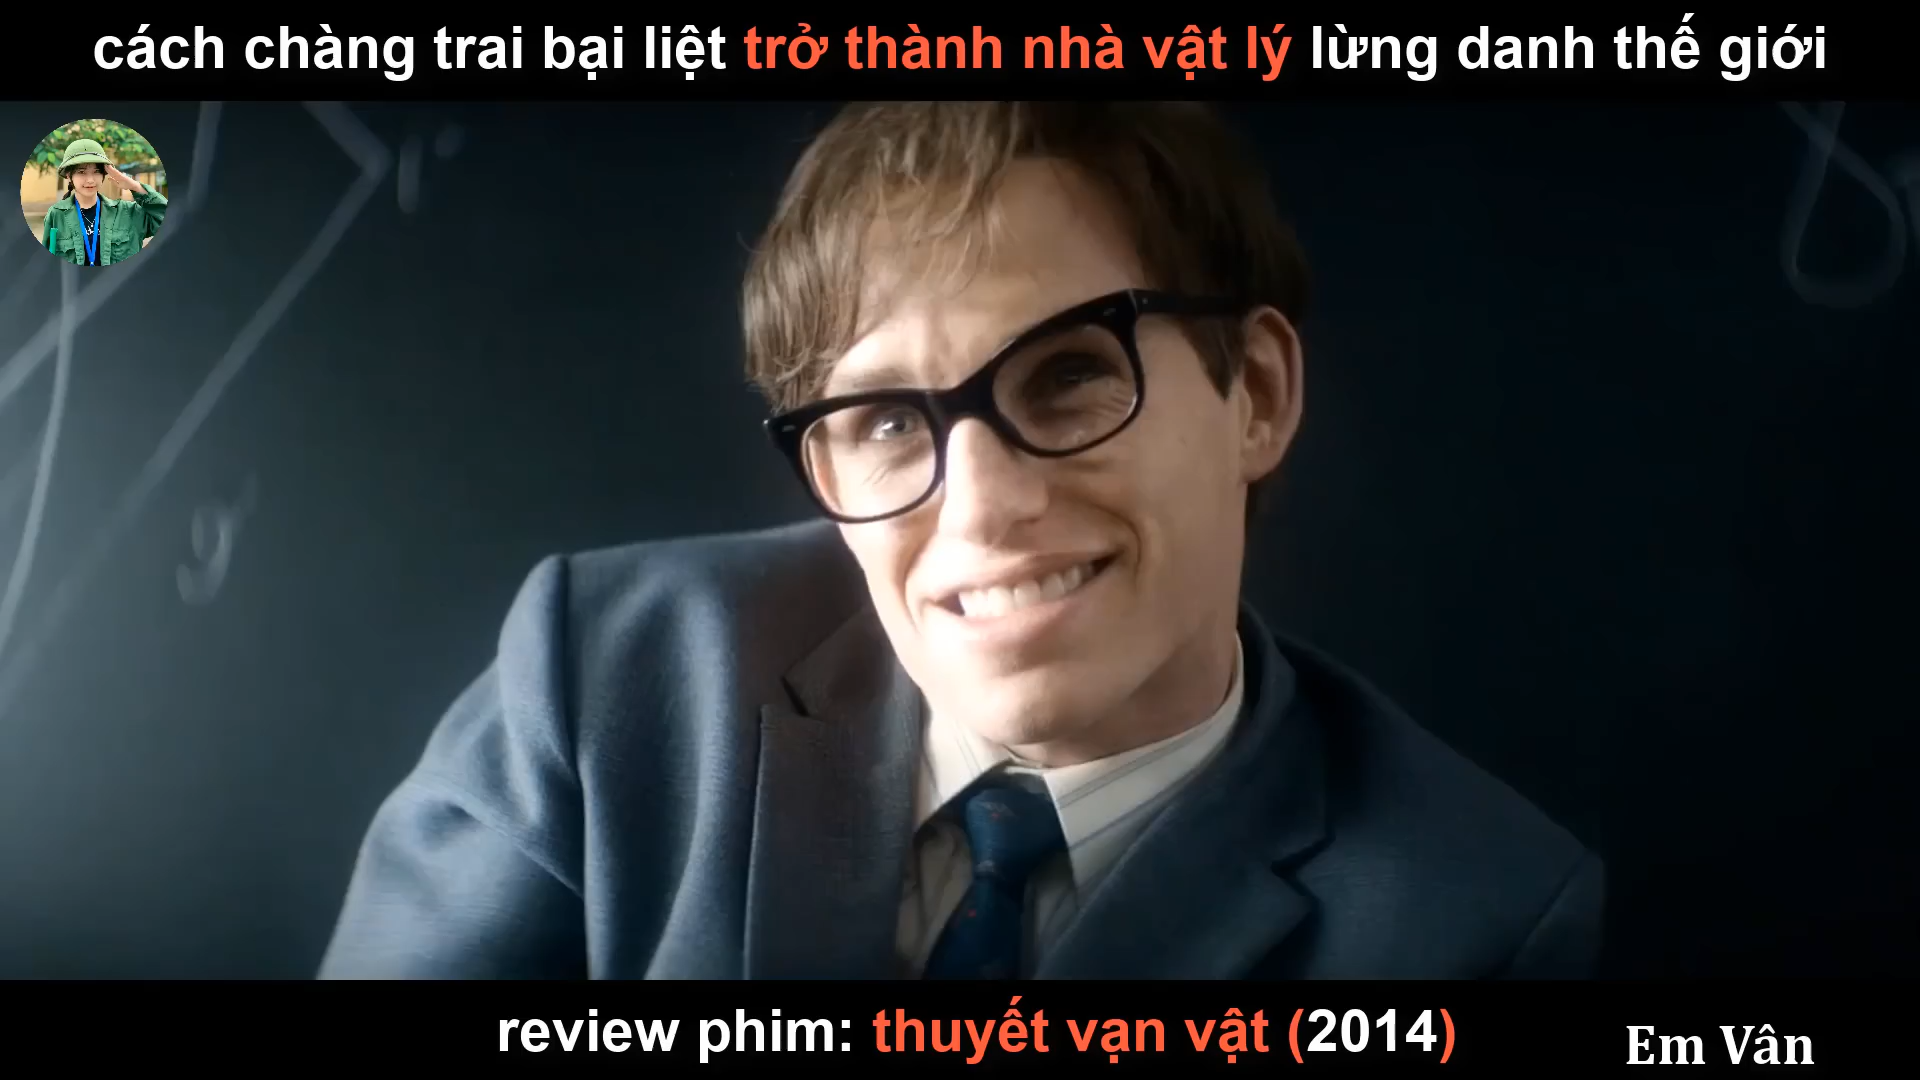 cách chàng trai bại liệt trở thành nhà vật lý lừng danh thế giới
review phim: thuyết vạn vật (2014)
Em Vân